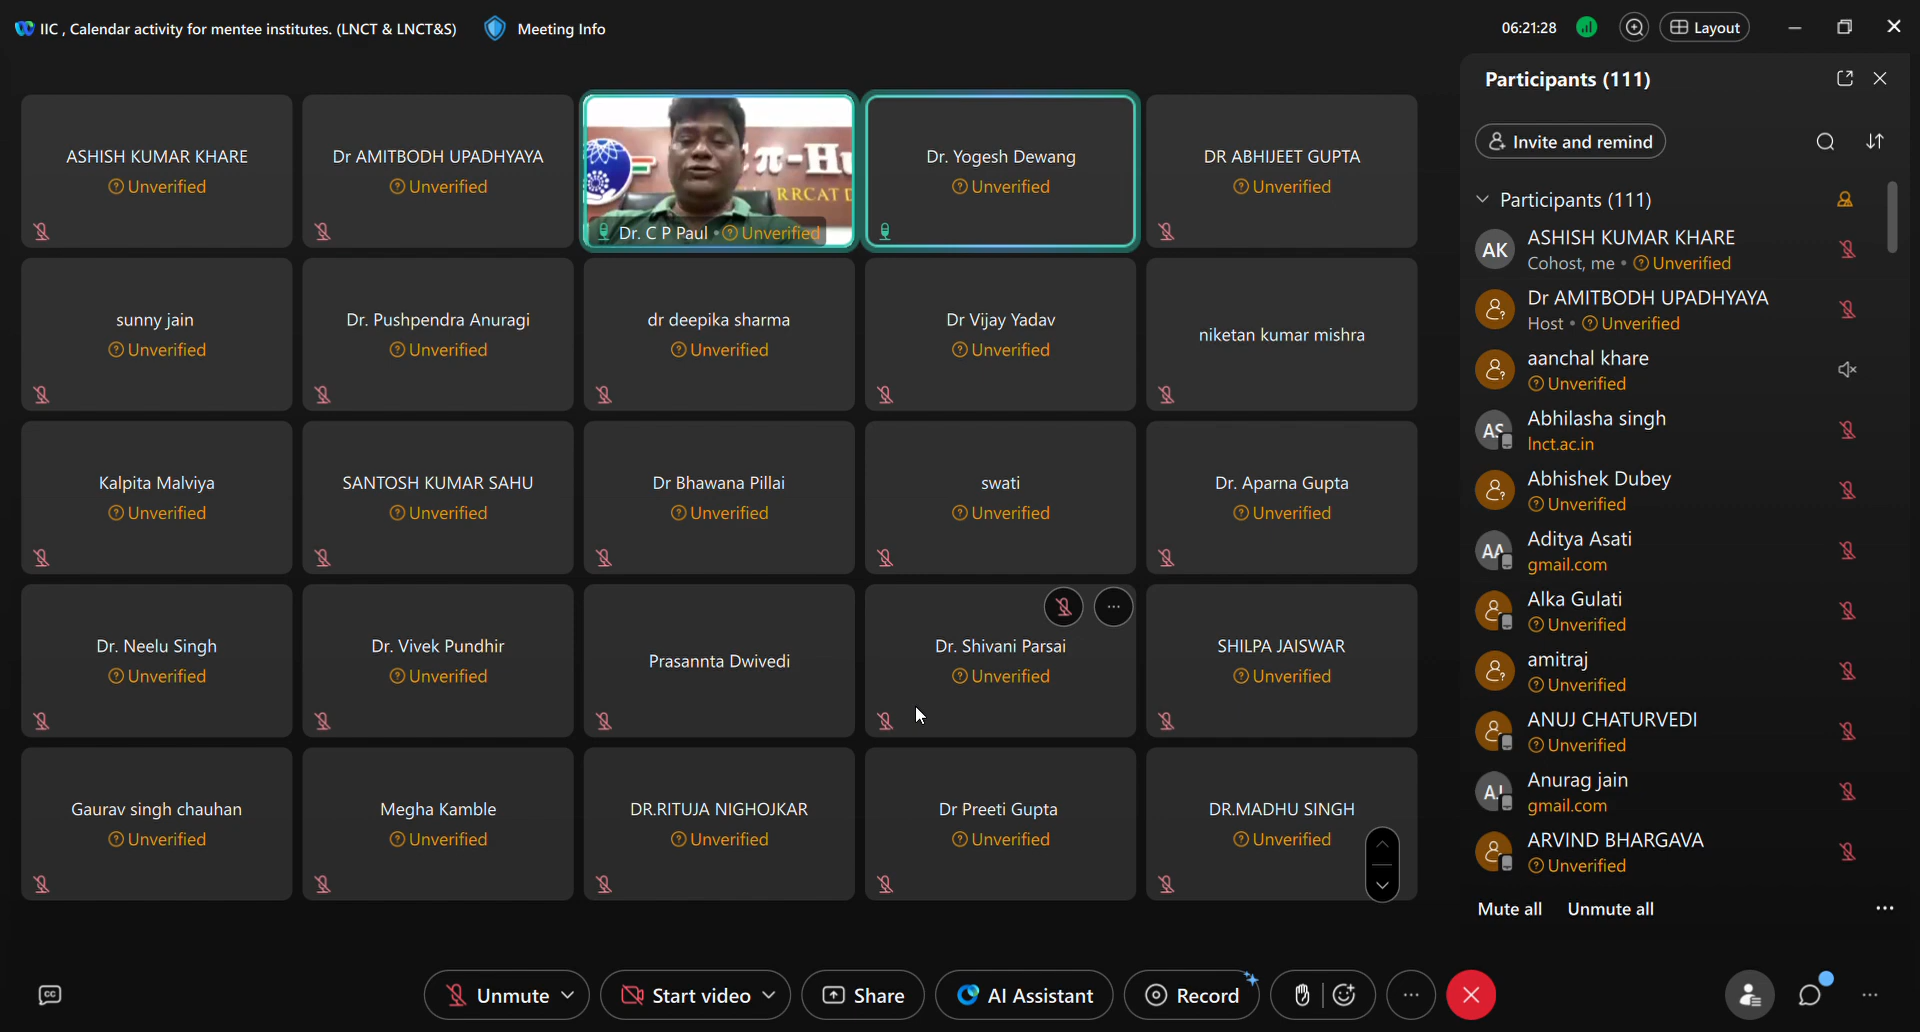 IIC , Calendar activity for mentee institutes. (LNCT & LNCT&S)
Meeting Info
06:21:28
Layout
ASHISH KUMAR KHARE
Unverified
Dr AMITBODH UPADHYAYA
Unverified
π-Hu
RRCAT
Dr. C P Paul • Unverified
Dr. Yogesh Dewang
Unverified
DR ABHIJEET GUPTA
Unverified
sunny jain
Unverified
Dr. Pushpendra Anuragi
Unverified
dr deepika sharma
Unverified
Dr Vijay Yadav
Unverified
niketan kumar mishra
Kalpita Malviya
Unverified
SANTOSH KUMAR SAHU
Unverified
Dr Bhawana Pillai
Unverified
swati
Unverified
Dr. Aparna Gupta
Unverified
Dr. Neelu Singh
Unverified
Dr. Vivek Pundhir
Unverified
Prasannta Dwivedi
Dr. Shivani Parsai
Unverified
SHILPA JAISWAR
Unverified
Gaurav singh chauhan
Unverified
Megha Kamble
Unverified
DR.RITUJA NIGHOJKAR
Unverified
Dr Preeti Gupta
Unverified
DR.MADHU SINGH
Unverified
Participants (111)
Invite and remind
Participants (111)
AK
ASHISH KUMAR KHARE
Cohost, me • Unverified
Dr AMITBODH UPADHYAYA
Host • Unverified
aanchal khare
Unverified
AS
Abhilasha singh
lnct.ac.in
Abhishek Dubey
Unverified
AA
Aditya Asati
gmail.com
Alka Gulati
Unverified
amitraj
Unverified
ANUJ CHATURVEDI
Unverified
AJ
Anurag jain
gmail.com
ARVIND BHARGAVA
Unverified
Mute all
Unmute all
CC
Unmute
Start video
Share
AI Assistant
Record